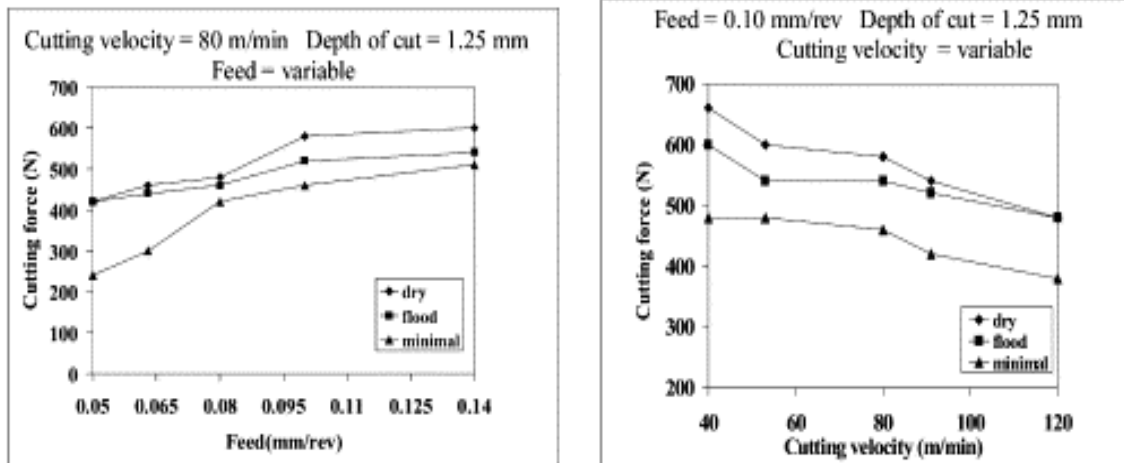 Cutting velocity = 80 m/min Depth of cut = 1.25 mm
Feed = variable
700
600
500
400
300
200
100
0
Cutting force (N)
dry
flood
minimal
0.05 0.065 0.08 0.095 0.11 0.125 0.14
Feed(mm/rev)
Feed = 0.10 mm/rev Depth of cut = 1.25 mm
Cutting velocity = variable
700
600
500
400
300
200
Cutting force (N)
dry
flood
minimal
40 60 80 100 120
Cutting velocity (m/min)